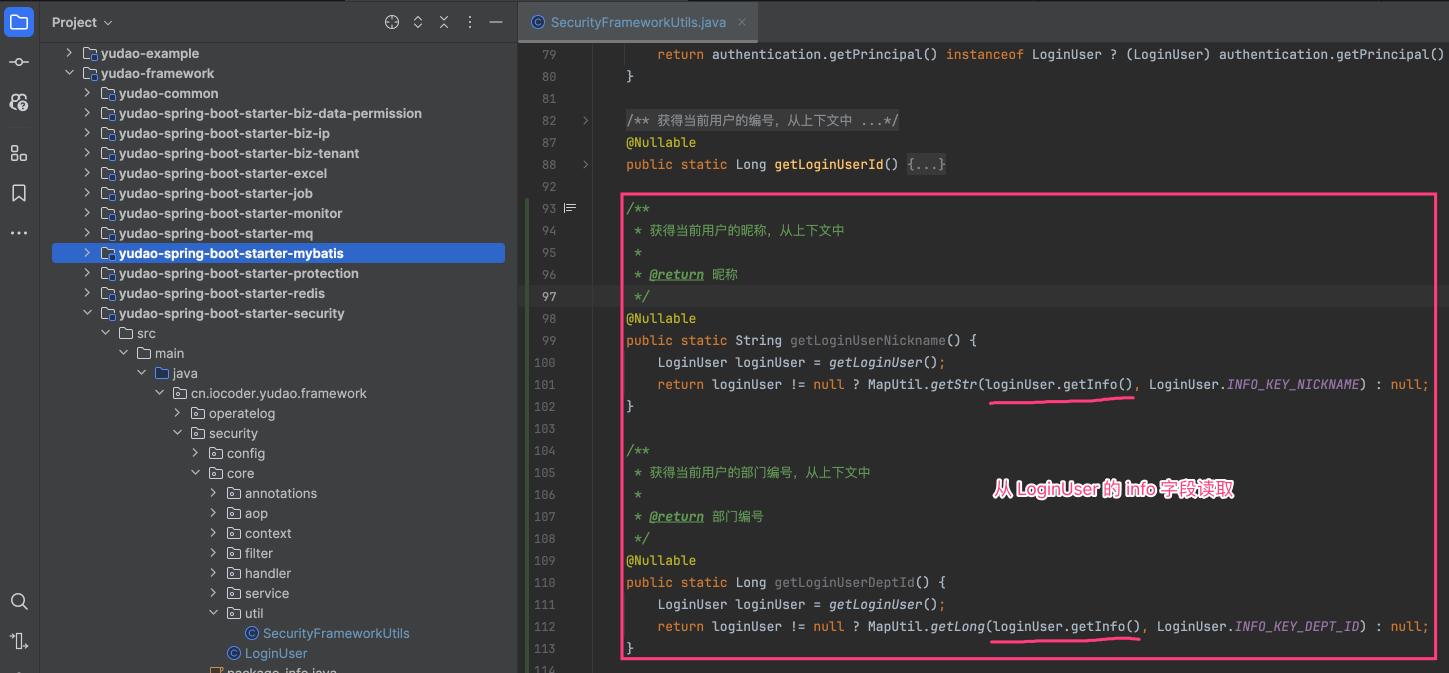 Project
SecurityFrameworkUtils.java
yudao-example
yudao-framework
yudao-common
yudao-spring-boot-starter-biz-data-permission
yudao-spring-boot-starter-biz-ip
yudao-spring-boot-starter-biz-tenant
yudao-spring-boot-starter-excel
yudao-spring-boot-starter-job
yudao-spring-boot-starter-monitor
yudao-spring-boot-starter-mq
yudao-spring-boot-starter-mybatis
yudao-spring-boot-starter-protection
yudao-spring-boot-starter-redis
yudao-spring-boot-starter-security
src
main
java
cn.iocoder.yudao.framework
operatelog
security
config
core
annotations
aop
context
filter
handler
service
util
SecurityFrameworkUtils
LoginUser
package-info.java
79 return authentication.getPrincipal() instanceof LoginUser ? (LoginUser) authentication.getPrincipal()
80 }
81
82 /** 获得当前用户的编号，从上下文中 ...*/
87 @Nullable
88 public static Long getLoginUserId() {...}
92
93 /**
94 * 获得当前用户的昵称，从上下文中
95 *
96 * @return 昵称
97 */
98 @Nullable
99 public static String getLoginUserNickname() {
100 LoginUser loginUser = getLoginUser();
101 return loginUser != null ? MapUtil.getStr(loginUser.getInfo(), LoginUser.INFO_KEY_NICKNAME) : null;
102 }
103
104 /**
105 * 获得当前用户的部门编号，从上下文中
106 *
从 LoginUser 的 info 字段读取
107 * @return 部门编号
108 */
109 @Nullable
110 public static Long getLoginUserDeptId() {
111 LoginUser loginUser = getLoginUser();
112 return loginUser != null ? MapUtil.getLong(loginUser.getInfo(), LoginUser.INFO_KEY_DEPT_ID) : null;
113 }
114